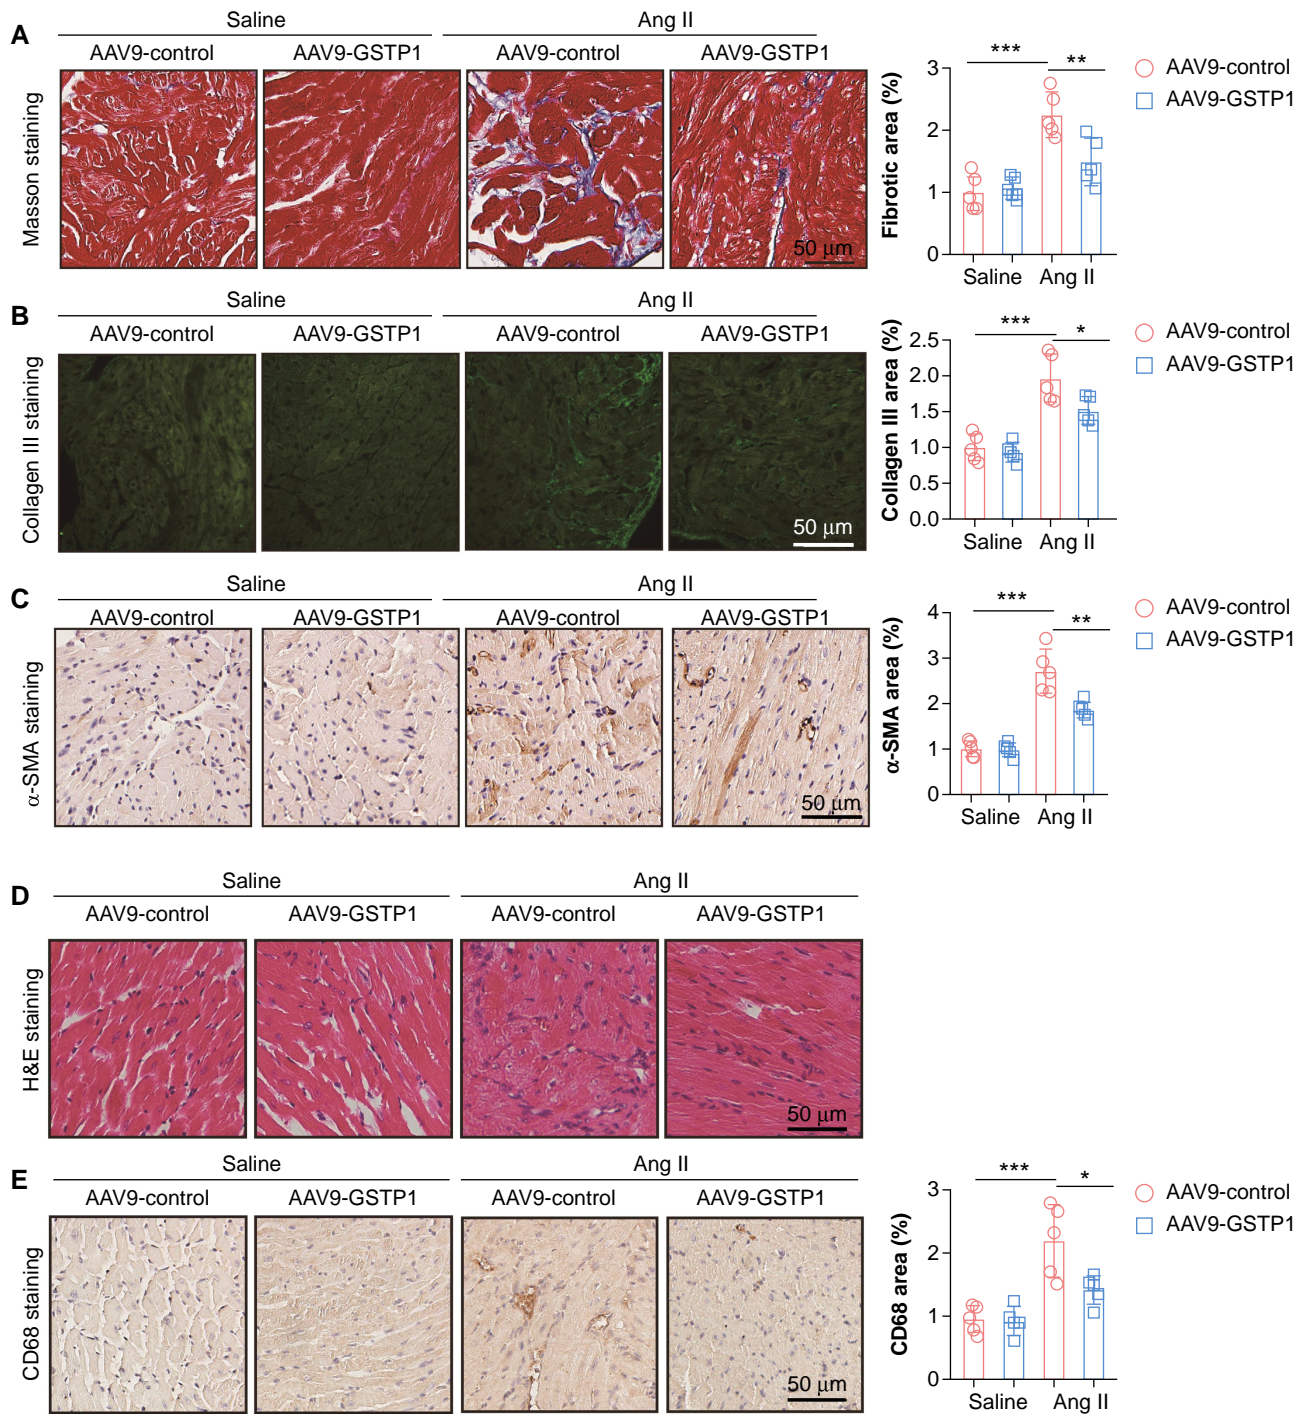 A
Saline
Ang II
AAV9-control
AAV9-GSTP1
AAV9-control
AAV9-GSTP1
Masson staining
50 μm
Fibrotic area (%)
3
2
1
0
***
**
Saline
Ang II
AAV9-control
AAV9-GSTP1
B
Saline
Ang II
AAV9-control
AAV9-GSTP1
AAV9-control
AAV9-GSTP1
Collagen III staining
50 μm
Collagen III area (%)
2.5
2.0
1.5
1.0
0.5
0.0
***
*
Saline
Ang II
AAV9-control
AAV9-GSTP1
C
Saline
Ang II
AAV9-control
AAV9-GSTP1
AAV9-control
AAV9-GSTP1
α-SMA staining
50 μm
α-SMA area (%)
4
3
2
1
0
***
**
Saline
Ang II
AAV9-control
AAV9-GSTP1
D
Saline
Ang II
AAV9-control
AAV9-GSTP1
AAV9-control
AAV9-GSTP1
H&E staining
50 μm
E
Saline
Ang II
AAV9-control
AAV9-GSTP1
AAV9-control
AAV9-GSTP1
CD68 staining
50 μm
CD68 area (%)
3
2
1
0
***
*
Saline
Ang II
AAV9-control
AAV9-GSTP1